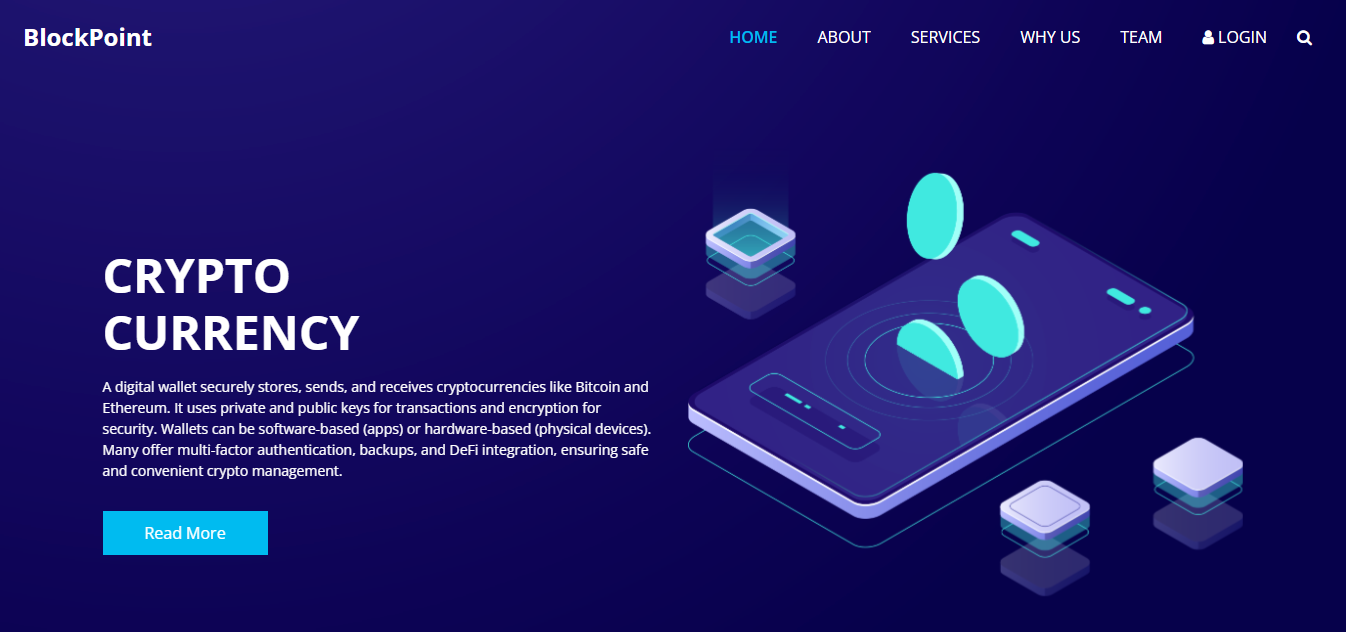 BlockPoint
HOME ABOUT SERVICES WHY US TEAM LOGIN
CRYPTO
CURRENCY
A digital wallet securely stores, sends, and receives cryptocurrencies like Bitcoin and
Ethereum. It uses private and public keys for transactions and encryption for
security. Wallets can be software-based (apps) or hardware-based (physical devices).
Many offer multi-factor authentication, backups, and DeFi integration, ensuring safe
and convenient crypto management.
Read More